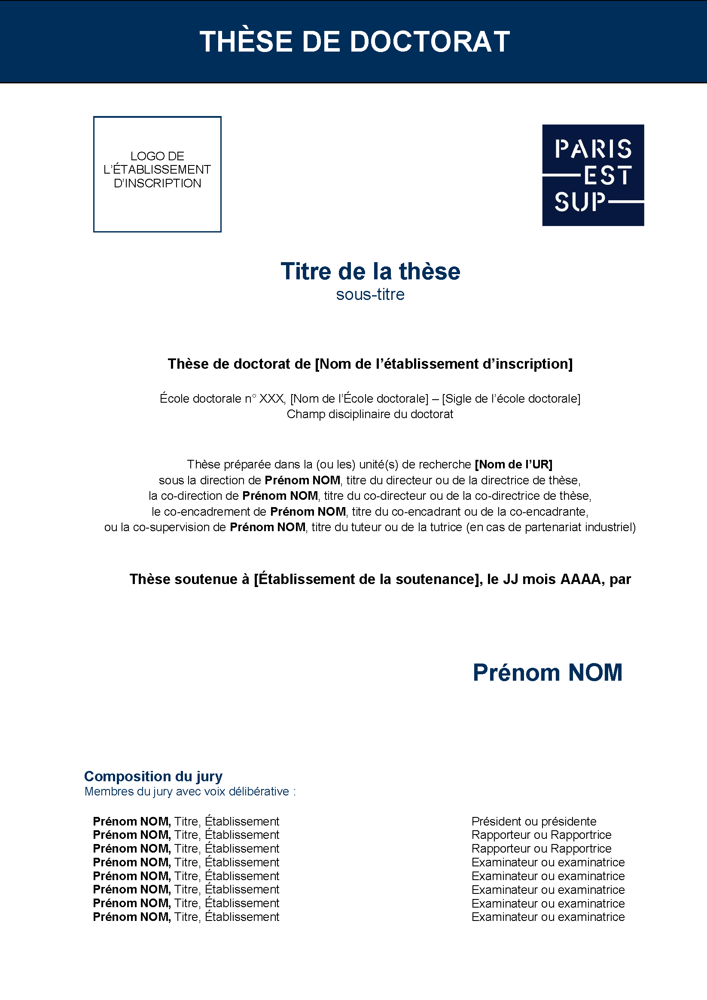 THÈSE DE DOCTORAT
LOGO DE
L’ÉTABLISSEMENT
D’INSCRIPTION
PARIS
EST
SUP
Titre de la thèse
sous-titre
Thèse de doctorat de [Nom de l’établissement d’inscription]
École doctorale n° XXX, [Nom de l’École doctorale] – [Sigle de l’école doctorale]
Champ disciplinaire du doctorat
Thèse préparée dans la (ou les) unité(s) de recherche [Nom de l’UR]
sous la direction de Prénom NOM, titre du directeur ou de la directrice de thèse,
la co-direction de Prénom NOM, titre du co-directeur ou de la co-directrice de thèse,
le co-encadrement de Prénom NOM, titre du co-encadrant ou de la co-encadrante,
ou la co-supervision de Prénom NOM, titre du tuteur ou de la tutrice (en cas de partenariat industriel)
Thèse soutenue à [Établissement de la soutenance], le JJ mois AAAA, par
Prénom NOM
Composition du jury
Membres du jury avec voix délibérative :
Prénom NOM, Titre, Établissement Président ou présidente
Prénom NOM, Titre, Établissement Rapporteur ou Rapportrice
Prénom NOM, Titre, Établissement Rapporteur ou Rapportrice
Prénom NOM, Titre, Établissement Examinateur ou examinatrice
Prénom NOM, Titre, Établissement Examinateur ou examinatrice
Prénom NOM, Titre, Établissement Examinateur ou examinatrice
Prénom NOM, Titre, Établissement Examinateur ou examinatrice
Prénom NOM, Titre, Établissement Examinateur ou examinatrice